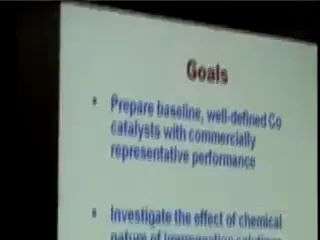 Goals
• Prepare baseline, well-defined Co
catalysts with commercially
representative performance
• Investigate the effect of chemical
nature of impregnation solutions